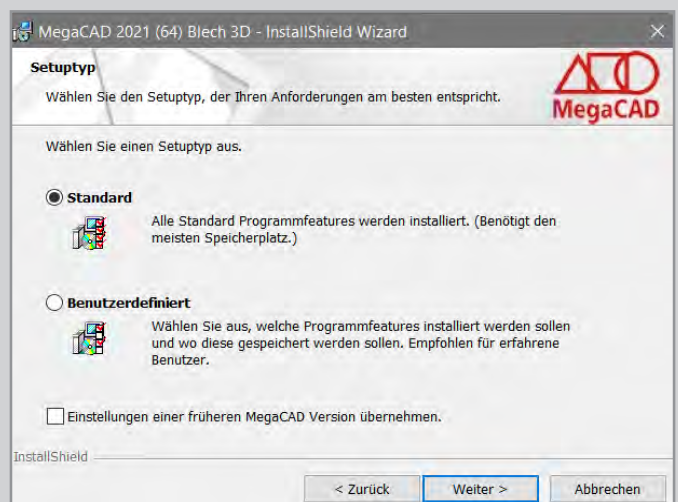 MegaCAD 2021 (64) Blech 3D - InstallShield Wizard
Setuptyp
Wählen Sie den Setuptyp, der Ihren Anforderungen am besten entspricht.
MegaCAD
Wählen Sie einen Setuptyp aus.
Standard
Alle Standard Programmfeatures werden installiert. (Benötigt den
meisten Speicherplatz.)
Benutzerdefiniert
Wählen Sie aus, welche Programmfeatures installiert werden sollen
und wo diese gespeichert werden sollen. Empfohlen für erfahrene
Benutzer.
Einstellungen einer früheren MegaCAD Version übernehmen.
InstallShield
< Zurück
Weiter >
Abbrechen